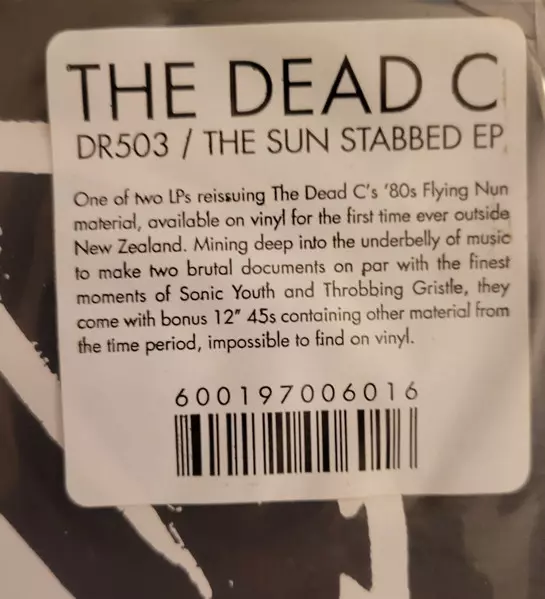 THE DEAD C
DR503 / THE SUN STABBED EP
One of two LPs reissuing The Dead C's '80s Flying Nun
material, available on vinyl for the first time ever outside
New Zealand. Mining deep into the underbelly of music
to make two brutal documents on par with the finest
moments of Sonic Youth and Throbbing Gristle, they
come with bonus 12" 45s containing other material from
the time period, impossible to find on vinyl.
600197006016